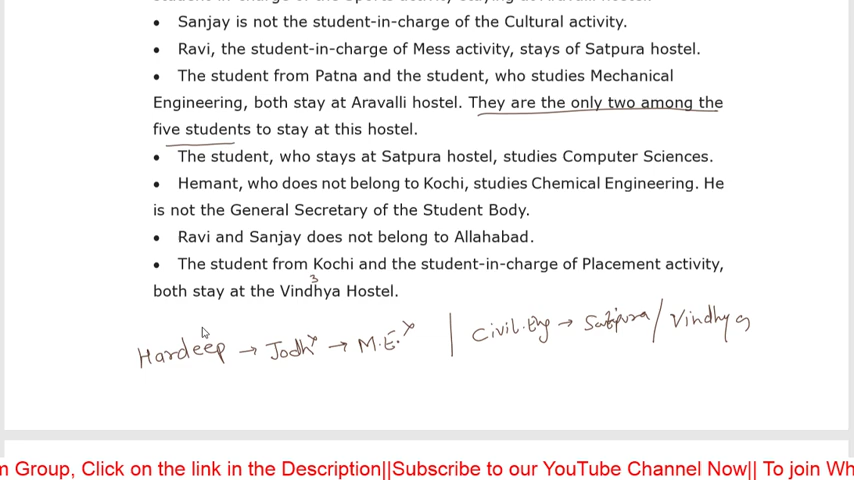 • Sanjay is not the student-in-charge of the Cultural activity.
• Ravi, the student-in-charge of Mess activity, stays of Satpura hostel.
• The student from Patna and the student, who studies Mechanical
Engineering, both stay at Aravalli hostel. They are the only two among the
five students to stay at this hostel.
• The student, who stays at Satpura hostel, studies Computer Sciences.
• Hemant, who does not belong to Kochi, studies Chemical Engineering. He
is not the General Secretary of the Student Body.
• Ravi and Sanjay does not belong to Allahabad.
• The student from Kochi and the student-in-charge of Placement activity,
3
both stay at the Vindhya Hostel.
Hardeep → Jodh x → M.E. x | Civil. Eng → Satpura / Vindhya
m Group, Click on the link in the Description||Subscribe to our YouTube Channel Now|| To join Wh